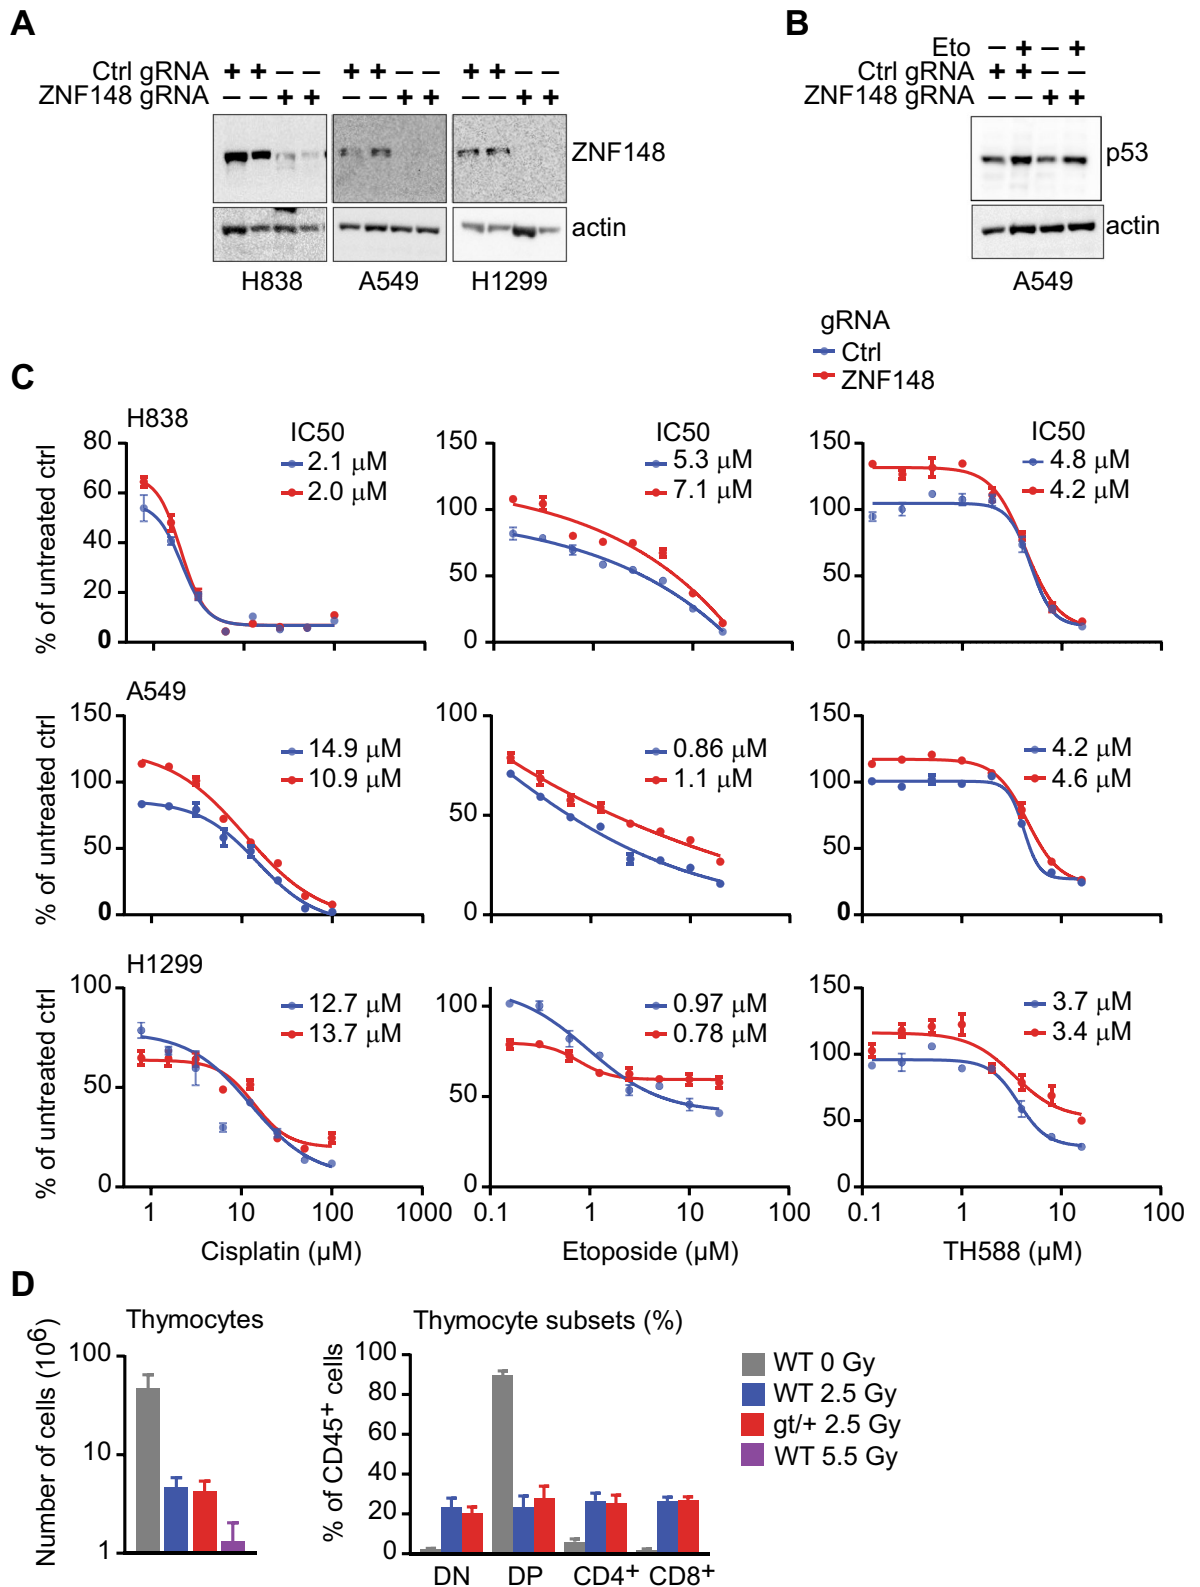 A
Ctrl gRNA + + − − + + − − + + − −
ZNF148 gRNA − − + + − − + + − − + +
ZNF148
actin
H838 A549 H1299
B
Eto − + − +
Ctrl gRNA + + − −
ZNF148 gRNA − − + +
p53
actin
A549
gRNA
Ctrl
ZNF148
C
H838
% of untreated ctrl
80
60
40
20
0
IC50
2.1 μM
2.0 μM
150
100
50
0
IC50
5.3 μM
7.1 μM
150
100
50
0
IC50
4.8 μM
4.2 μM
A549
% of untreated ctrl
150
100
50
0
14.9 μM
10.9 μM
100
50
0
0.86 μM
1.1 μM
150
100
50
0
4.2 μM
4.6 μM
H1299
% of untreated ctrl
100
50
0
12.7 μM
13.7 μM
1 10 100 1000
Cisplatin (μM)
100
50
0
0.97 μM
0.78 μM
0.1 1 10 100
Etoposide (μM)
150
100
50
0
3.7 μM
3.4 μM
0.1 1 10 100
TH588 (μM)
D
Thymocytes
Number of cells (10⁶)
100
10
1
Thymocyte subsets (%)
% of CD45⁺ cells
100
80
60
40
20
0
DN DP CD4⁺ CD8⁺
WT 0 Gy
WT 2.5 Gy
gt/+ 2.5 Gy
WT 5.5 Gy